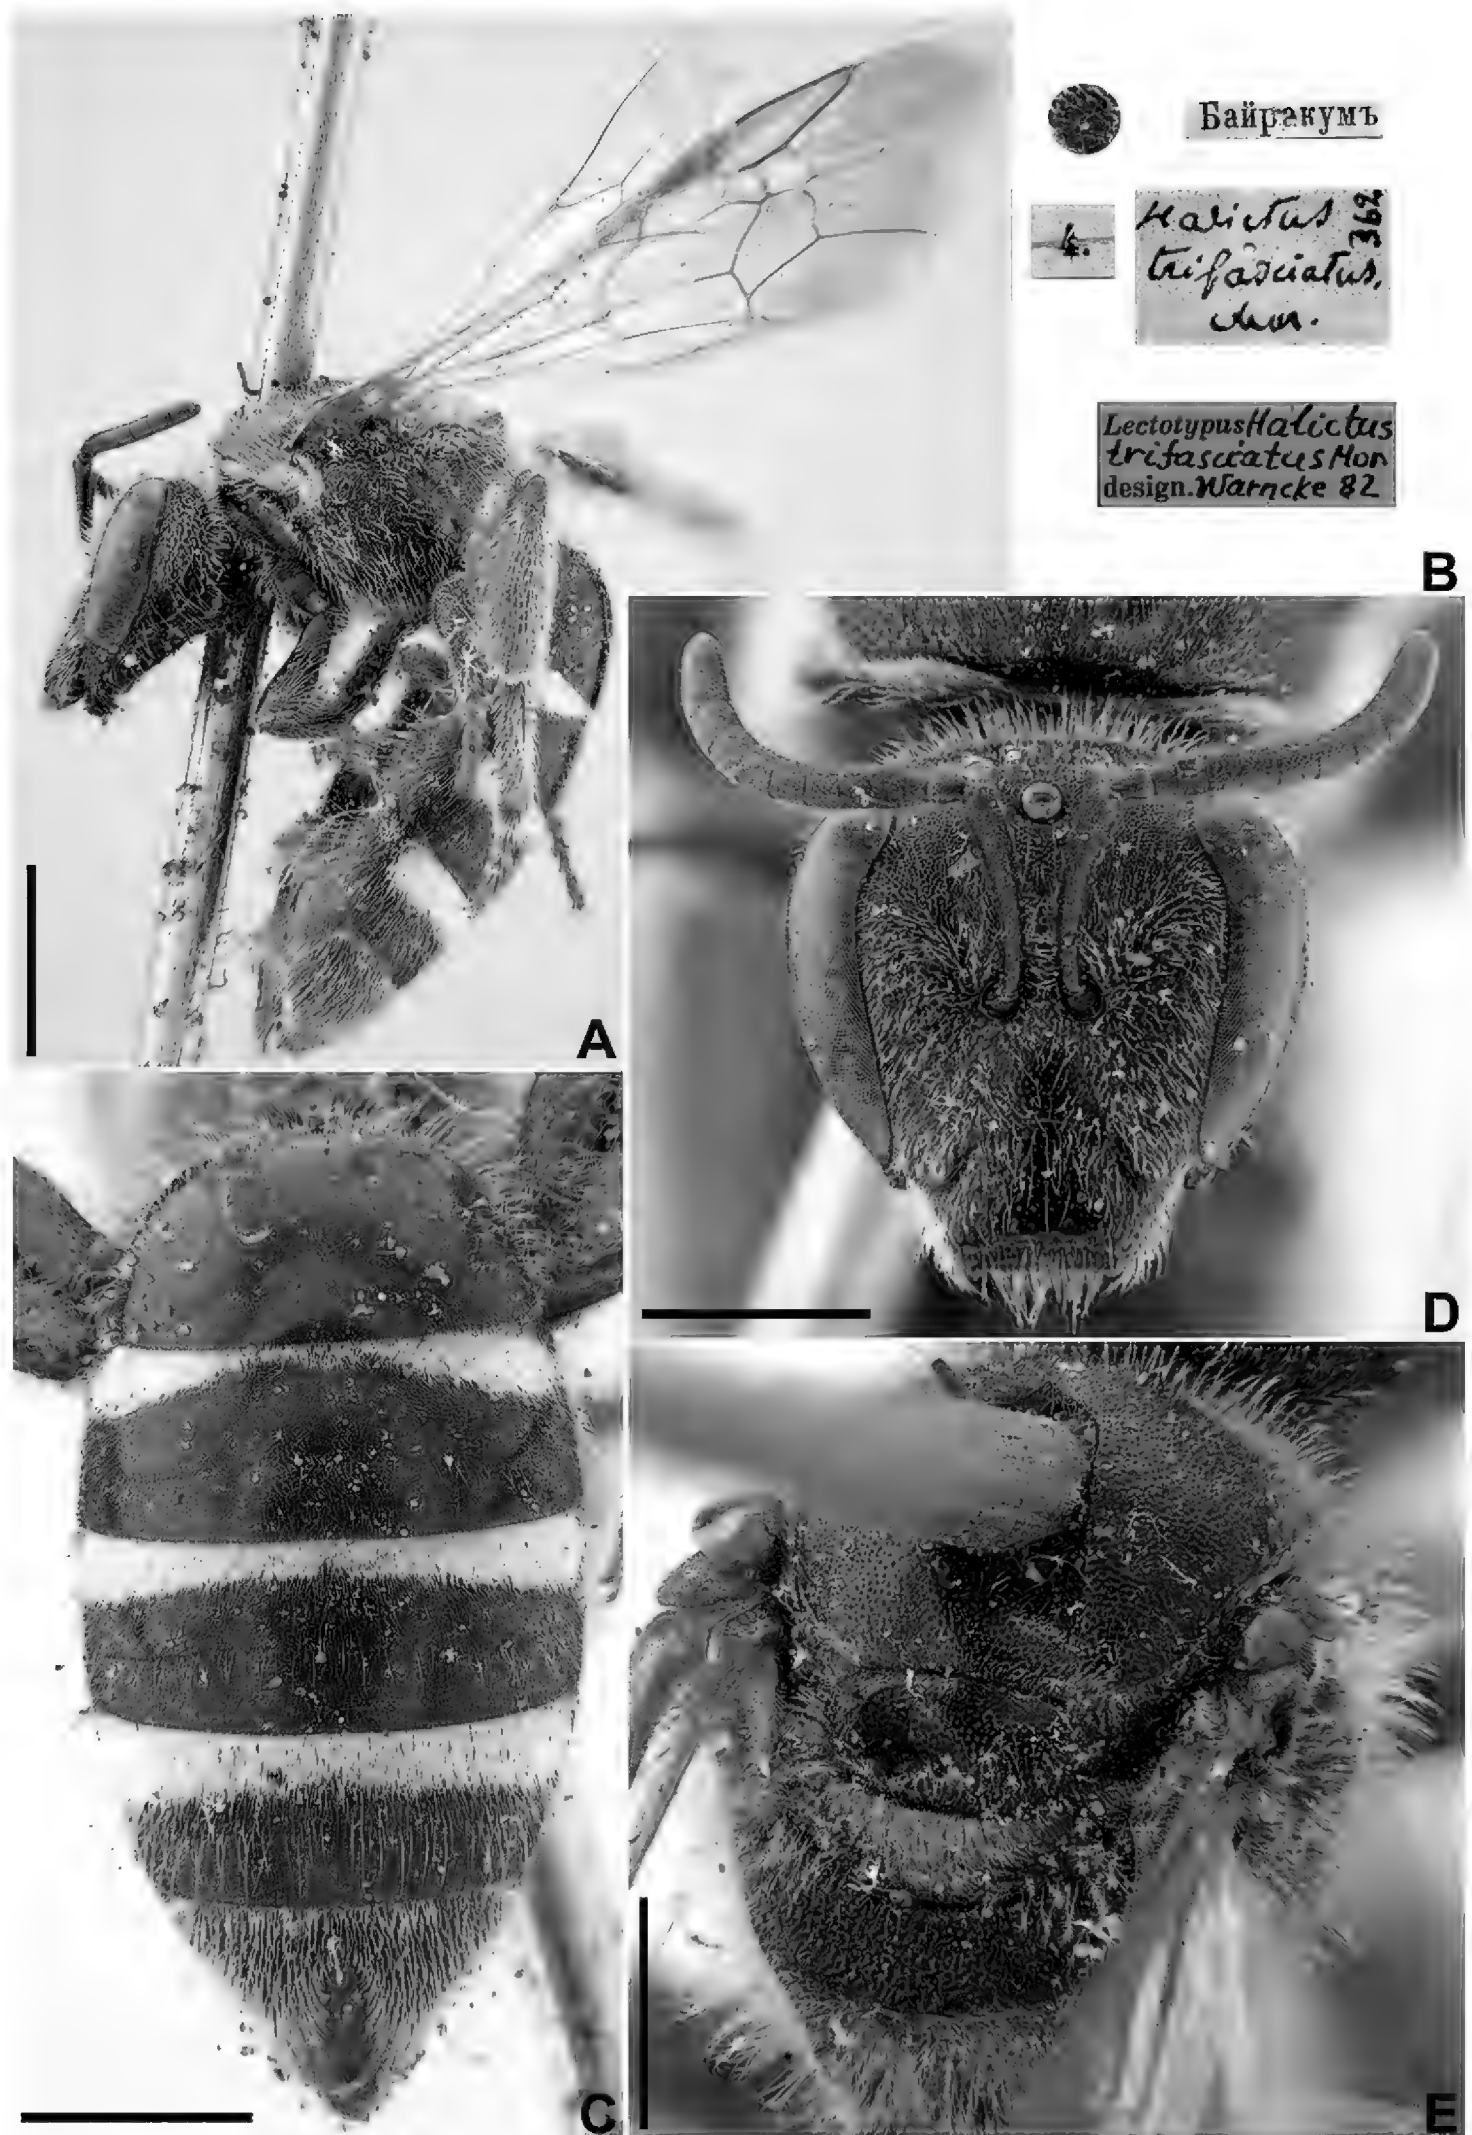 Байракумъ
4.
Halictus
trifasciatus.
Mor.
362
Lectotypus Halictus
trifasciatus Mor
design. Warncke 82
B
A
D
C
E